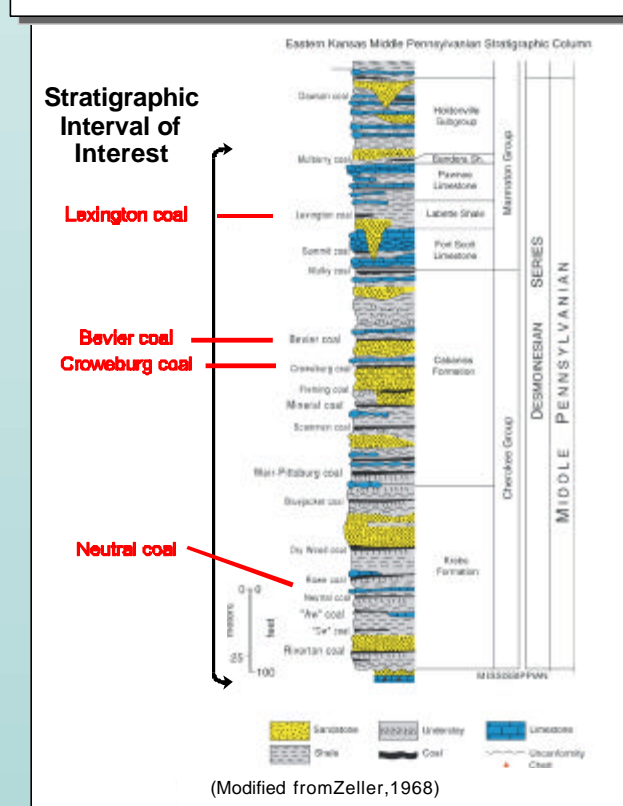 Eastern Kansas Middle Pennsylvanian Stratigraphic Column
Stratigraphic
Interval of
Interest
Lexington coal
Bevier coal
Croweburg coal
Neutral coal
Dawson coal
Mulberry coal
Lexington coal
Summit coal
Mulky coal
Bevier coal
Croweburg coal
Fleming coal
Mineral coal
Scammon coal
Weir-Pittsburg coal
Bluejacket coal
Dry Wood coal
Rowe coal
Neutral coal
"Aw" coal
coal
Riverton coal
Holdenville
Subgroup
Bandera Sh.
Pawnee
Limestone
Labette Shale
Fort Scott
Limestone
Cabaniss
Formation
Krebs
Formation
Marmaton Group
Cherokee Group
DESMOINESIAN SERIES
MIDDLE PENNSYLVANIAN
MISSISSIPPIAN
0 0
meters
feet
25
100
Sandstone
Underclay
Limestone
Shale
Coal
Unconformity
Chert
(Modified fromZeller,1968)